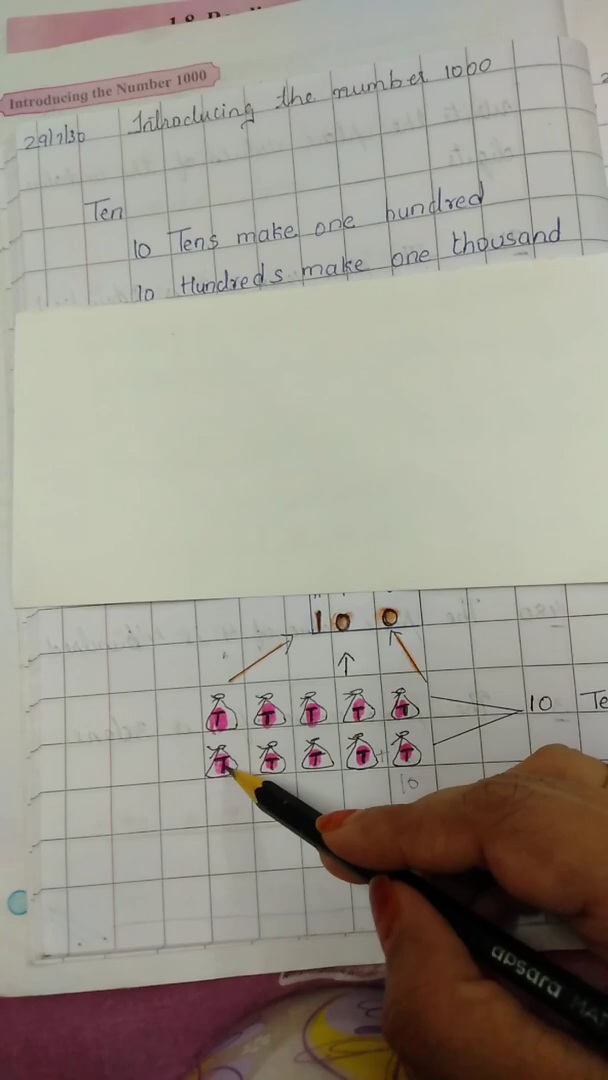 Introducing the Number 1000
29/7/30 Introducing the number 1000
Ten
10 Tens make one hundred
10 Hundreds make one thousand
1 0 0
T T T T T
10 Te
T T T T T
10
apsara